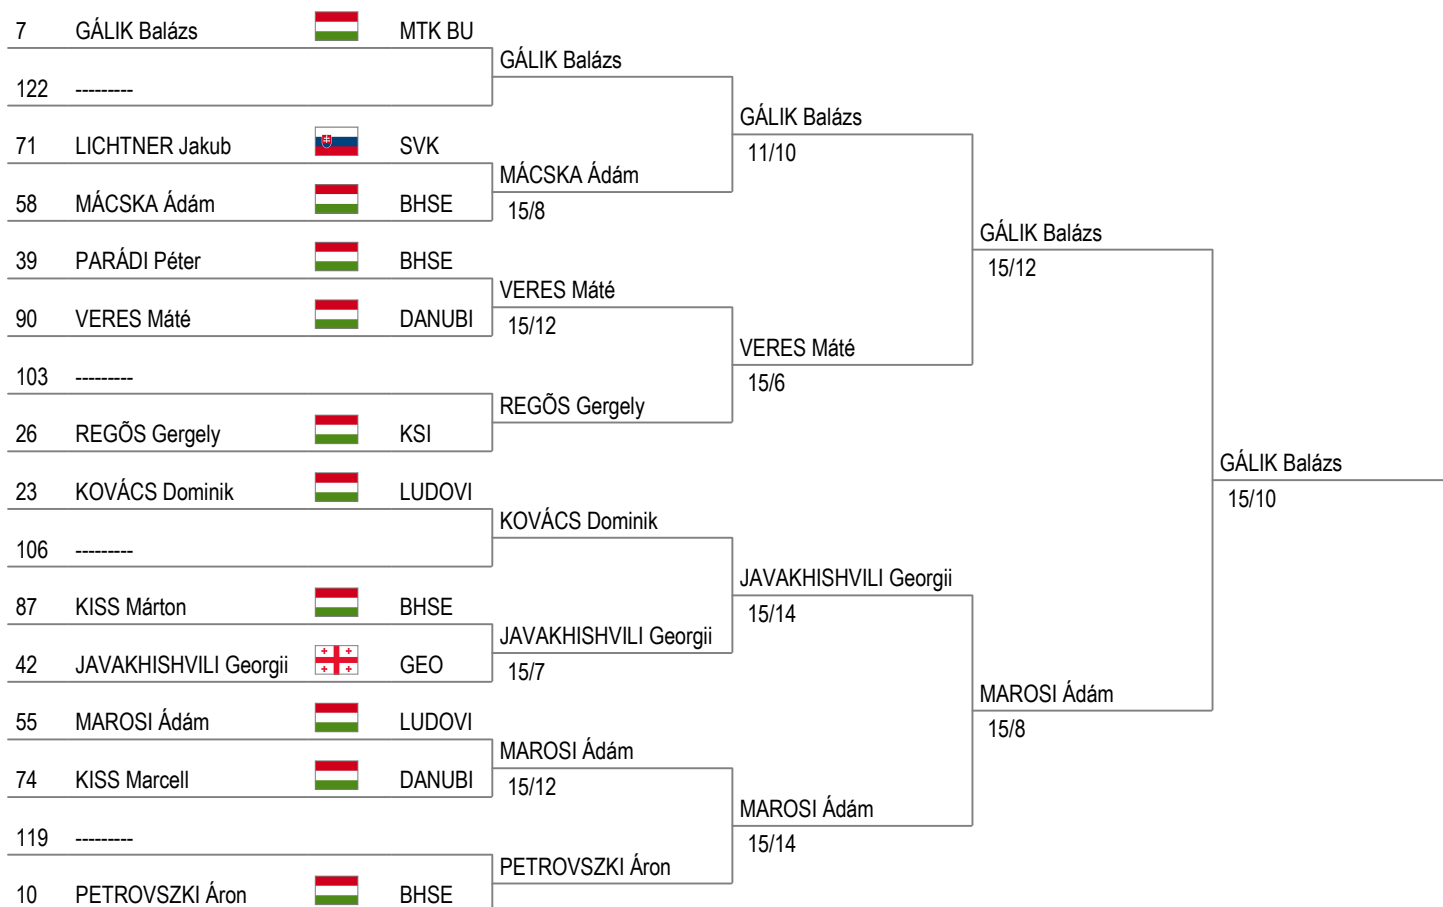 7 GÁLIK Balázs MTK BU
GÁLIK Balázs
122 ---------
GÁLIK Balázs
11/10
71 LICHTNER Jakub SVK
MÁCSKA Ádám
15/8
58 MÁCSKA Ádám BHSE
GÁLIK Balázs
15/12
39 PARÁDI Péter BHSE
VERES Máté
15/12
90 VERES Máté DANUBI
VERES Máté
15/6
103 ---------
REGÕS Gergely
26 REGÕS Gergely KSI
GÁLIK Balázs
15/10
23 KOVÁCS Dominik LUDOVI
KOVÁCS Dominik
106 ---------
JAVAKHISHVILI Georgii
15/14
87 KISS Márton BHSE
JAVAKHISHVILI Georgii
15/7
42 JAVAKHISHVILI Georgii GEO
MAROSI Ádám
15/8
55 MAROSI Ádám LUDOVI
MAROSI Ádám
15/12
74 KISS Marcell DANUBI
MAROSI Ádám
15/14
119 ---------
PETROVSZKI Áron
10 PETROVSZKI Áron BHSE